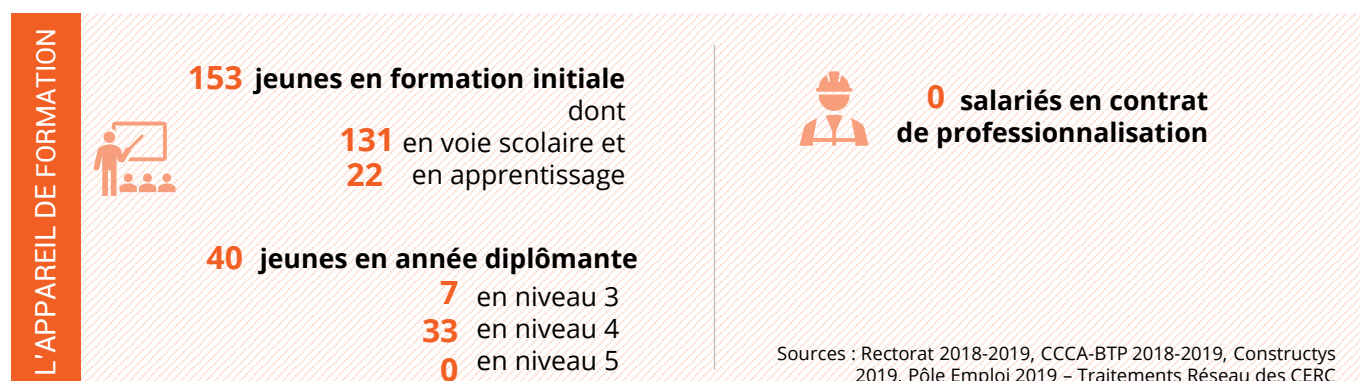 L'APPAREIL DE FORMATION
153 jeunes en formation initiale
dont
131 en voie scolaire et
22 en apprentissage
40 jeunes en année diplômante
7 en niveau 3
33 en niveau 4
0 en niveau 5
0 salariés en contrat
de professionnalisation
Sources : Rectorat 2018-2019, CCCA-BTP 2018-2019, Constructys
2019, Pôle Emploi 2019 – Traitements Réseau des CERC